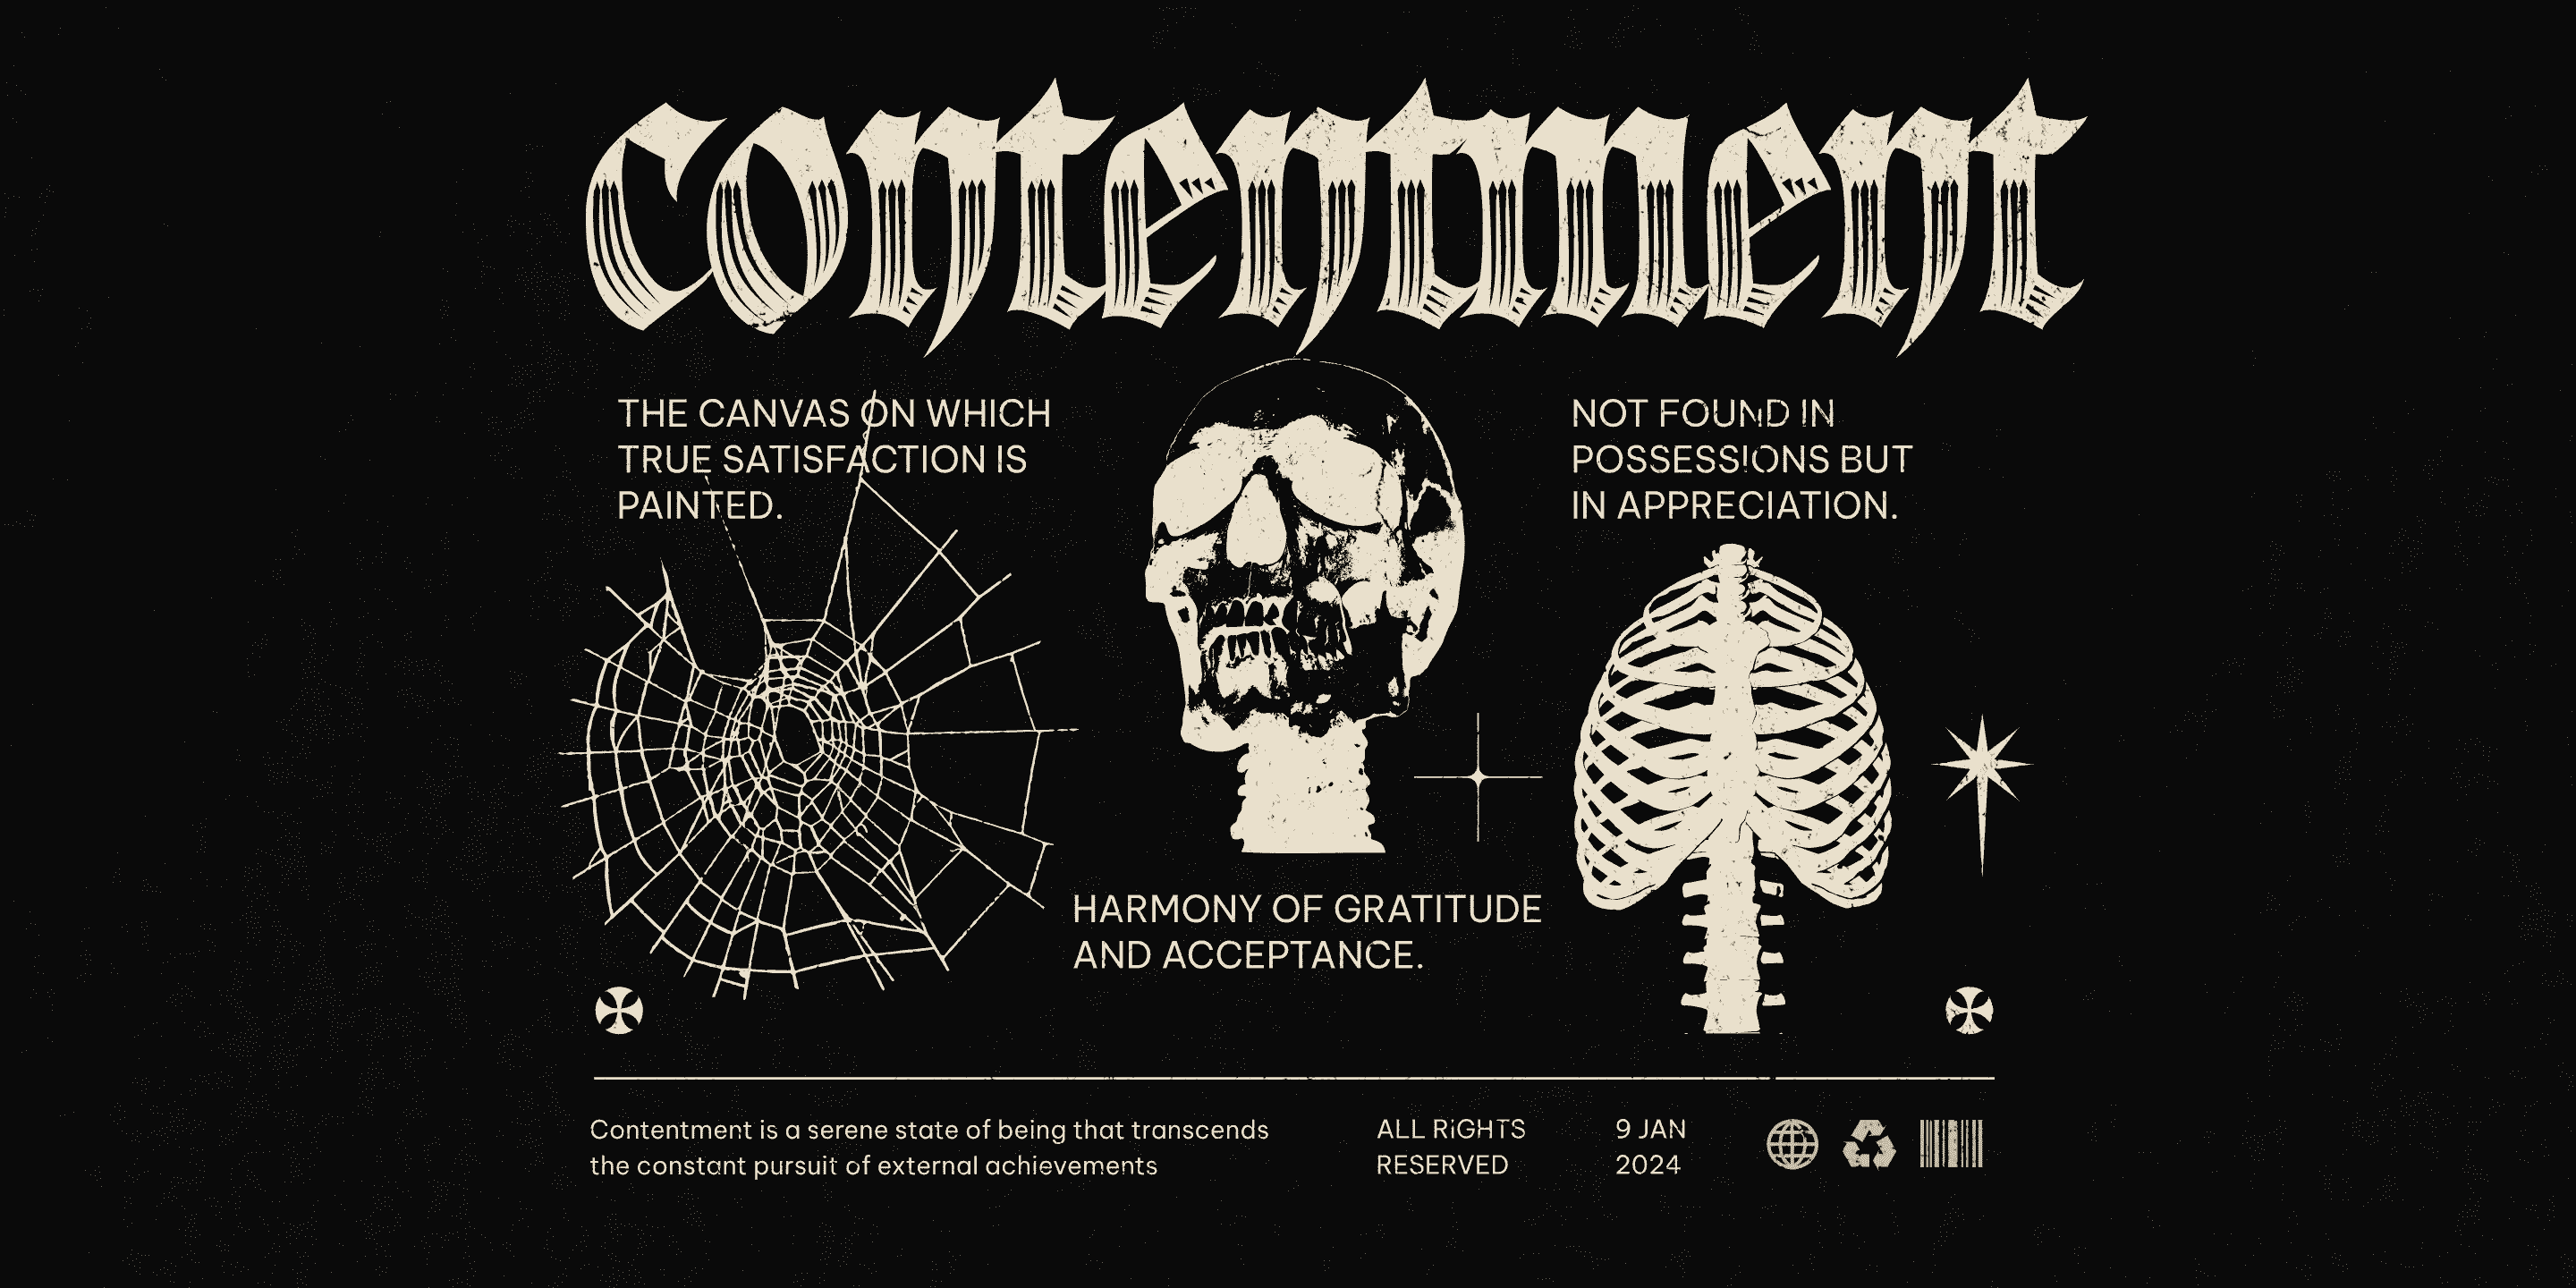 Contentment
THE CANVAS ON WHICH
TRUE SATISFACTION IS
PAINTED.
NOT FOUND IN
POSSESSIONS BUT
IN APPRECIATION.
HARMONY OF GRATITUDE
AND ACCEPTANCE.
Contentment is a serene state of being that transcends
the constant pursuit of external achievements
ALL RiGHTS
RESERVED
9 JAN
2024